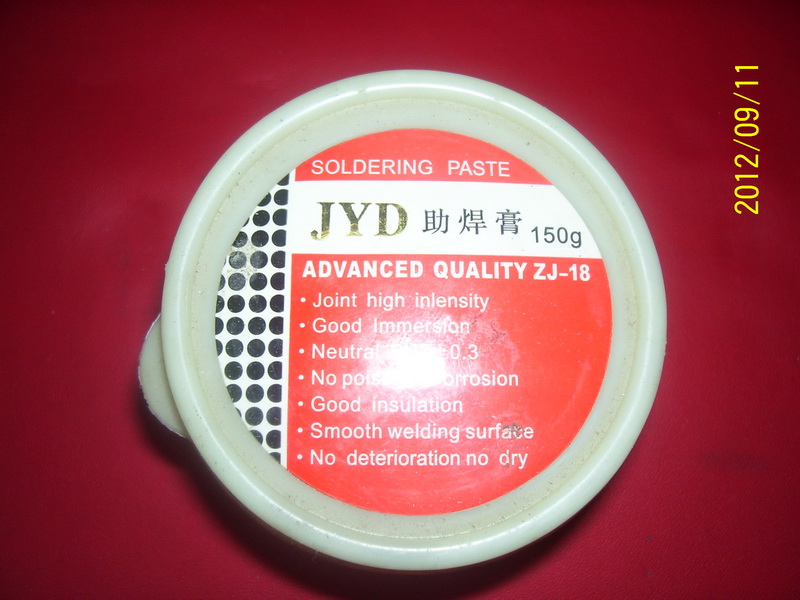 SOLDERING PASTE
JYD 助焊膏 150g
ADVANCED QUALITY ZJ-18
• Joint high inlensity
• Good Immersion
• Neutral 0.3
• No corrosion
• Good insulation
• Smooth welding surface
• No deterioration no dry
2012/09/11